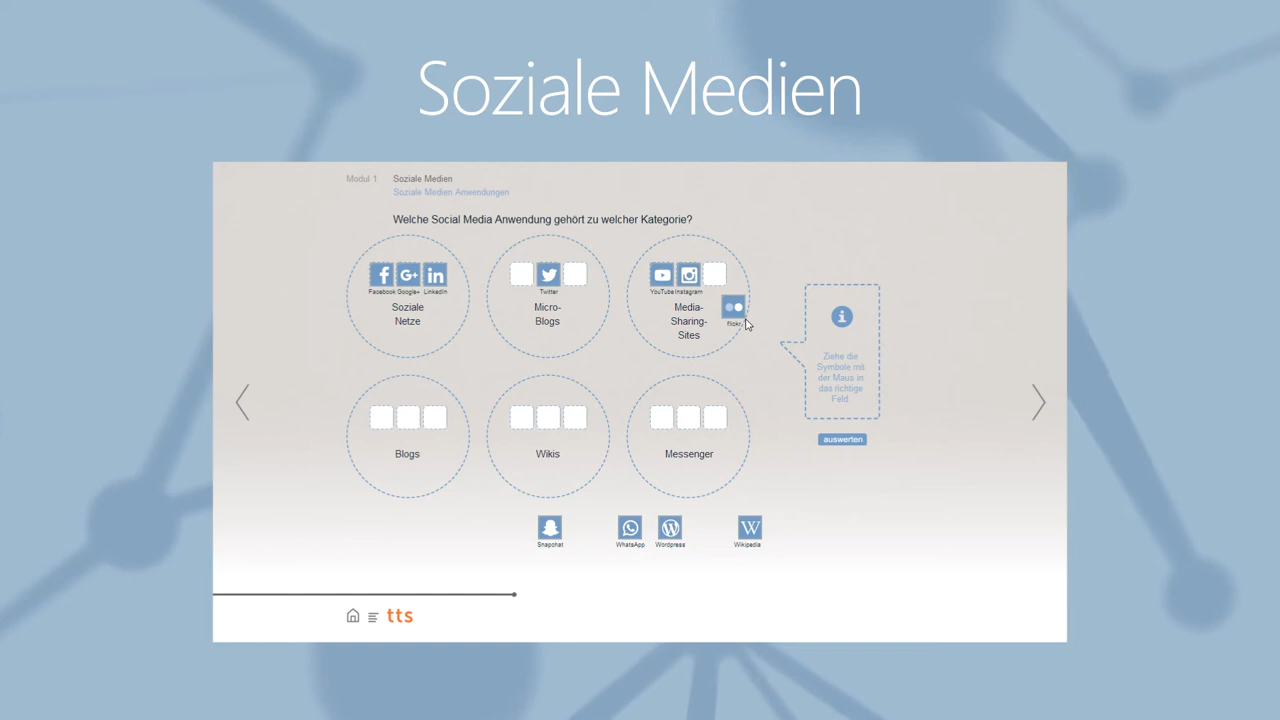 Soziale Medien
Modul 1 Soziale Medien
Soziale Medien Anwendungen
Welche Social Media Anwendung gehört zu welcher Kategorie?
Facebook Google+ LinkedIn
Soziale
Netze
Twitter
Micro-
Blogs
YouTube Instagram
flickr
Media-
Sharing-
Sites
Ziehe die
Symbole mit
der Maus in
das richtige
Feld.
auswerten
Blogs
Wikis
Messenger
Snapchat
WhatsApp
Wordpress
Wikipedia
tts